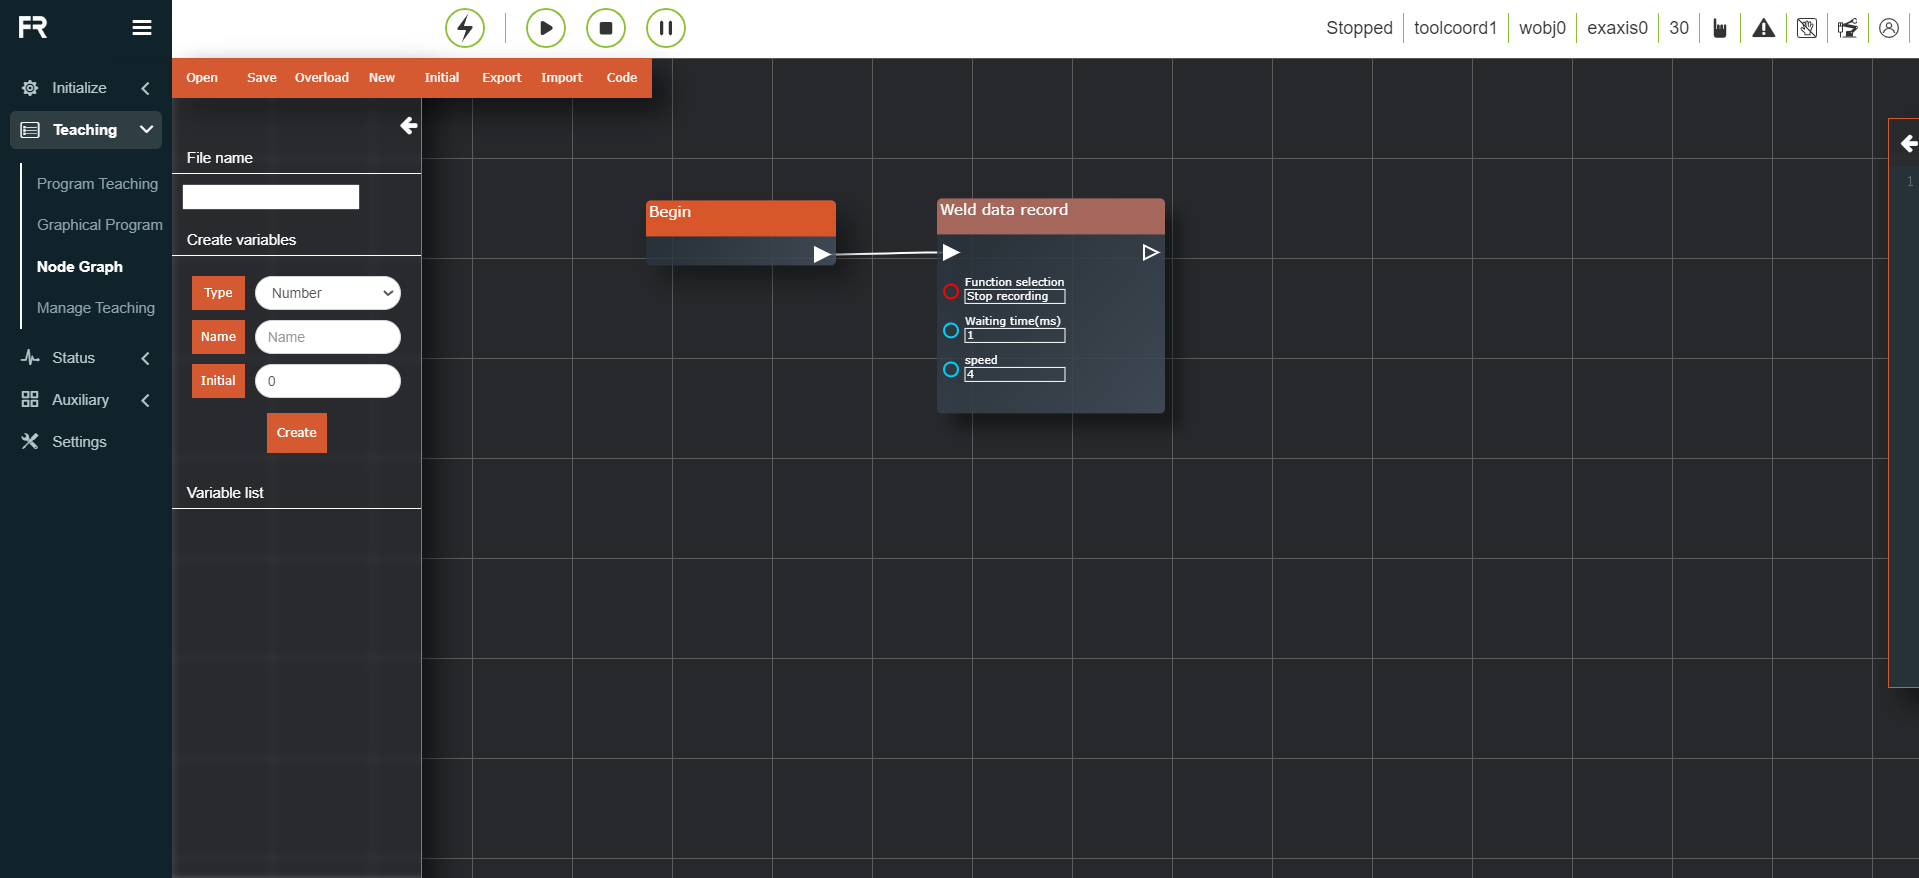 FR
Stopped toolcoord1 wobj0 exaxis0 30
Initialize
Teaching
Program Teaching
Graphical Program
Node Graph
Manage Teaching
Status
Auxiliary
Settings
Open Save Overload New Initial Export Import Code
File name
Create variables
Type Number
Name Name
Initial 0
Create
Variable list
Begin
Weld data record
Function selection
Stop recording
Waiting time(ms)
1
speed
4
1